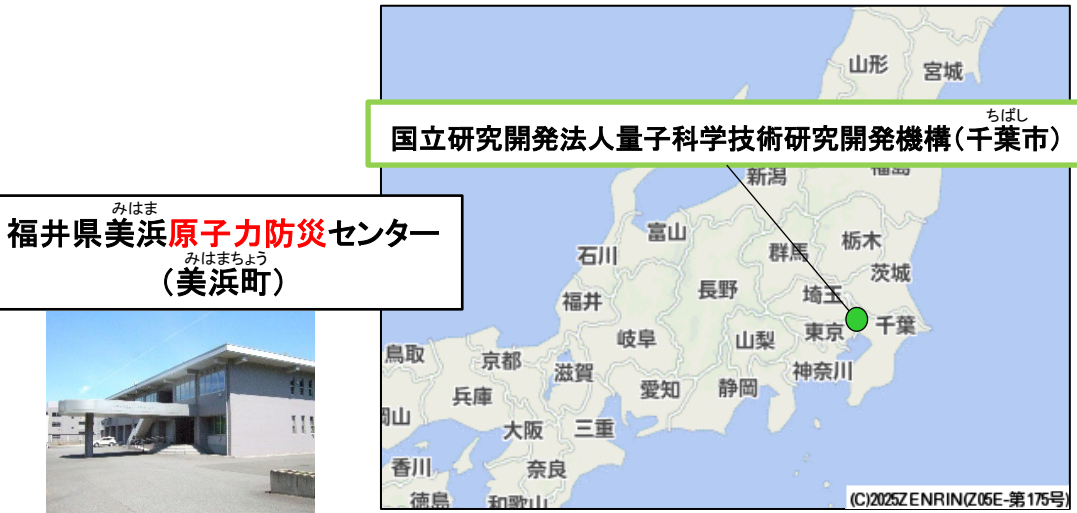 山形
宮城
ちばし
国立研究開発法人量子科学技術研究開発機構(千葉市)
新潟
福島
みはま
福井県美浜原子力防災センター
みはまちょう
(美浜町)
富山
石川
群馬
栃木
茨城
福井
長野
埼玉
岐阜
山梨
東京
千葉
鳥取
京都
滋賀
神奈川
兵庫
愛知
静岡
岡山
大阪
三重
香川
奈良
徳島
和歌山
(C)2025ZENRIN(Z05E-第175号)